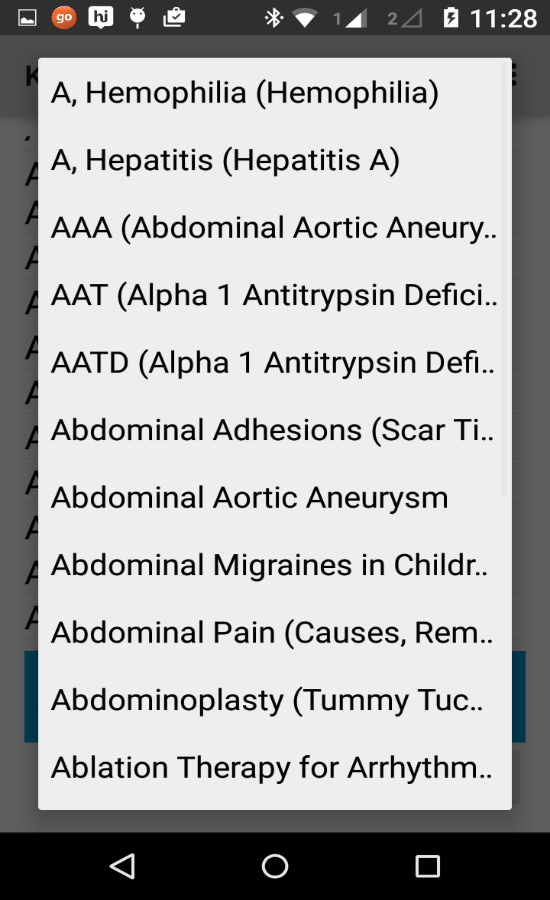 go hj 1 2 11:28
A, Hemophilia (Hemophilia)
A, Hepatitis (Hepatitis A)
AAA (Abdominal Aortic Aneury..
AAT (Alpha 1 Antitrypsin Defici..
AATD (Alpha 1 Antitrypsin Defi..
Abdominal Adhesions (Scar Ti..
Abdominal Aortic Aneurysm
Abdominal Migraines in Childr..
Abdominal Pain (Causes, Rem..
Abdominoplasty (Tummy Tuc..
Ablation Therapy for Arrhythm..